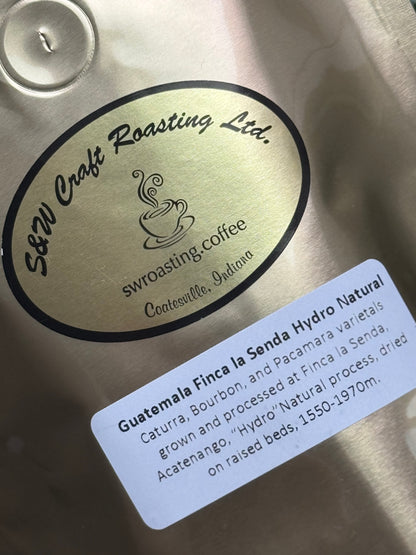 S&W Craft Roasting Ltd.
swroasting.coffee
Coatesville, Indiana
Guatemala Finca la Senda Hydro Natural
Caturra, Bourbon, and Pacamara varietals
grown and processed at Finca la Senda,
Acatenango, "Hydro"Natural process, dried
on raised beds, 1550-1970m.